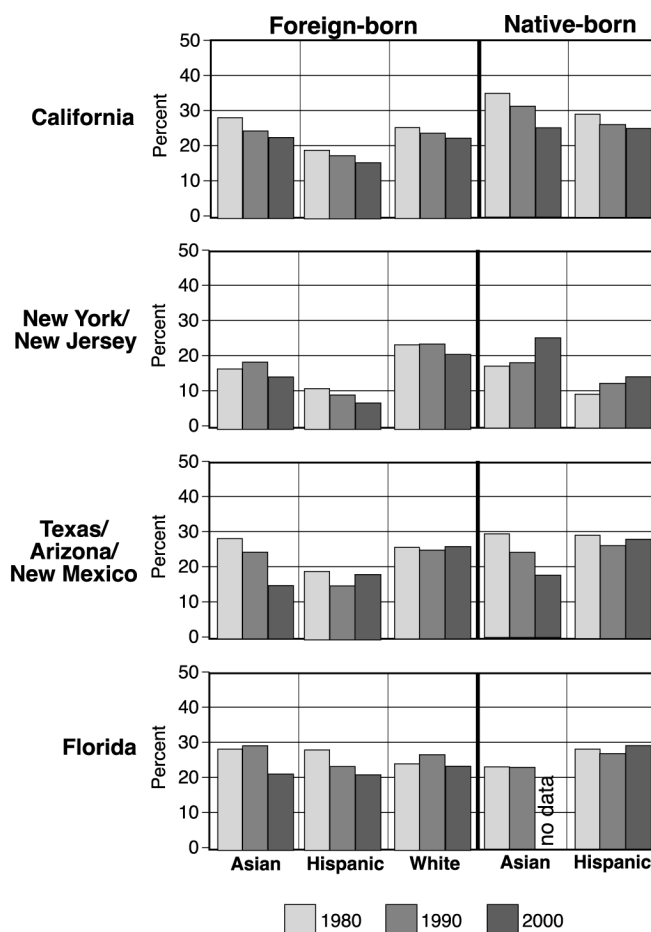 Foreign-born Native-born
California
Percent
50
40
30
20
10
0
New York/
New Jersey
Percent
50
40
30
20
10
0
Texas/
Arizona/
New Mexico
Percent
50
40
30
20
10
0
Florida
Percent
50
40
30
20
10
0
no data
Asian Hispanic White Asian Hispanic
1980 1990 2000